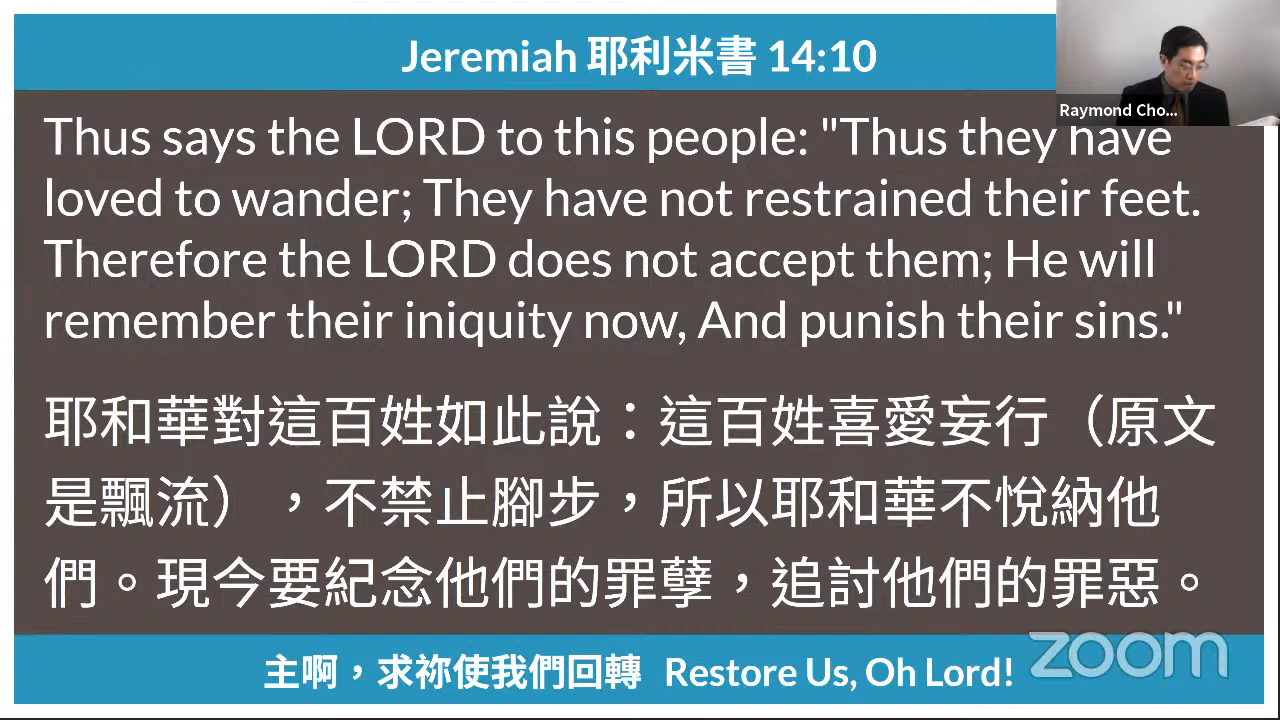 Jeremiah 耶利米書 14:10
Raymond Cho...
Thus says the LORD to this people: "Thus they have
loved to wander; They have not restrained their feet.
Therefore the LORD does not accept them; He will
remember their iniquity now, And punish their sins."
耶和華對這百姓如此說：這百姓喜愛妄行（原文
是飄流），不禁止腳步，所以耶和華不悅納他
們。現今要紀念他們的罪孽，追討他們的罪惡。
主啊，求祢使我們回轉 Restore Us, Oh Lord!
zoom